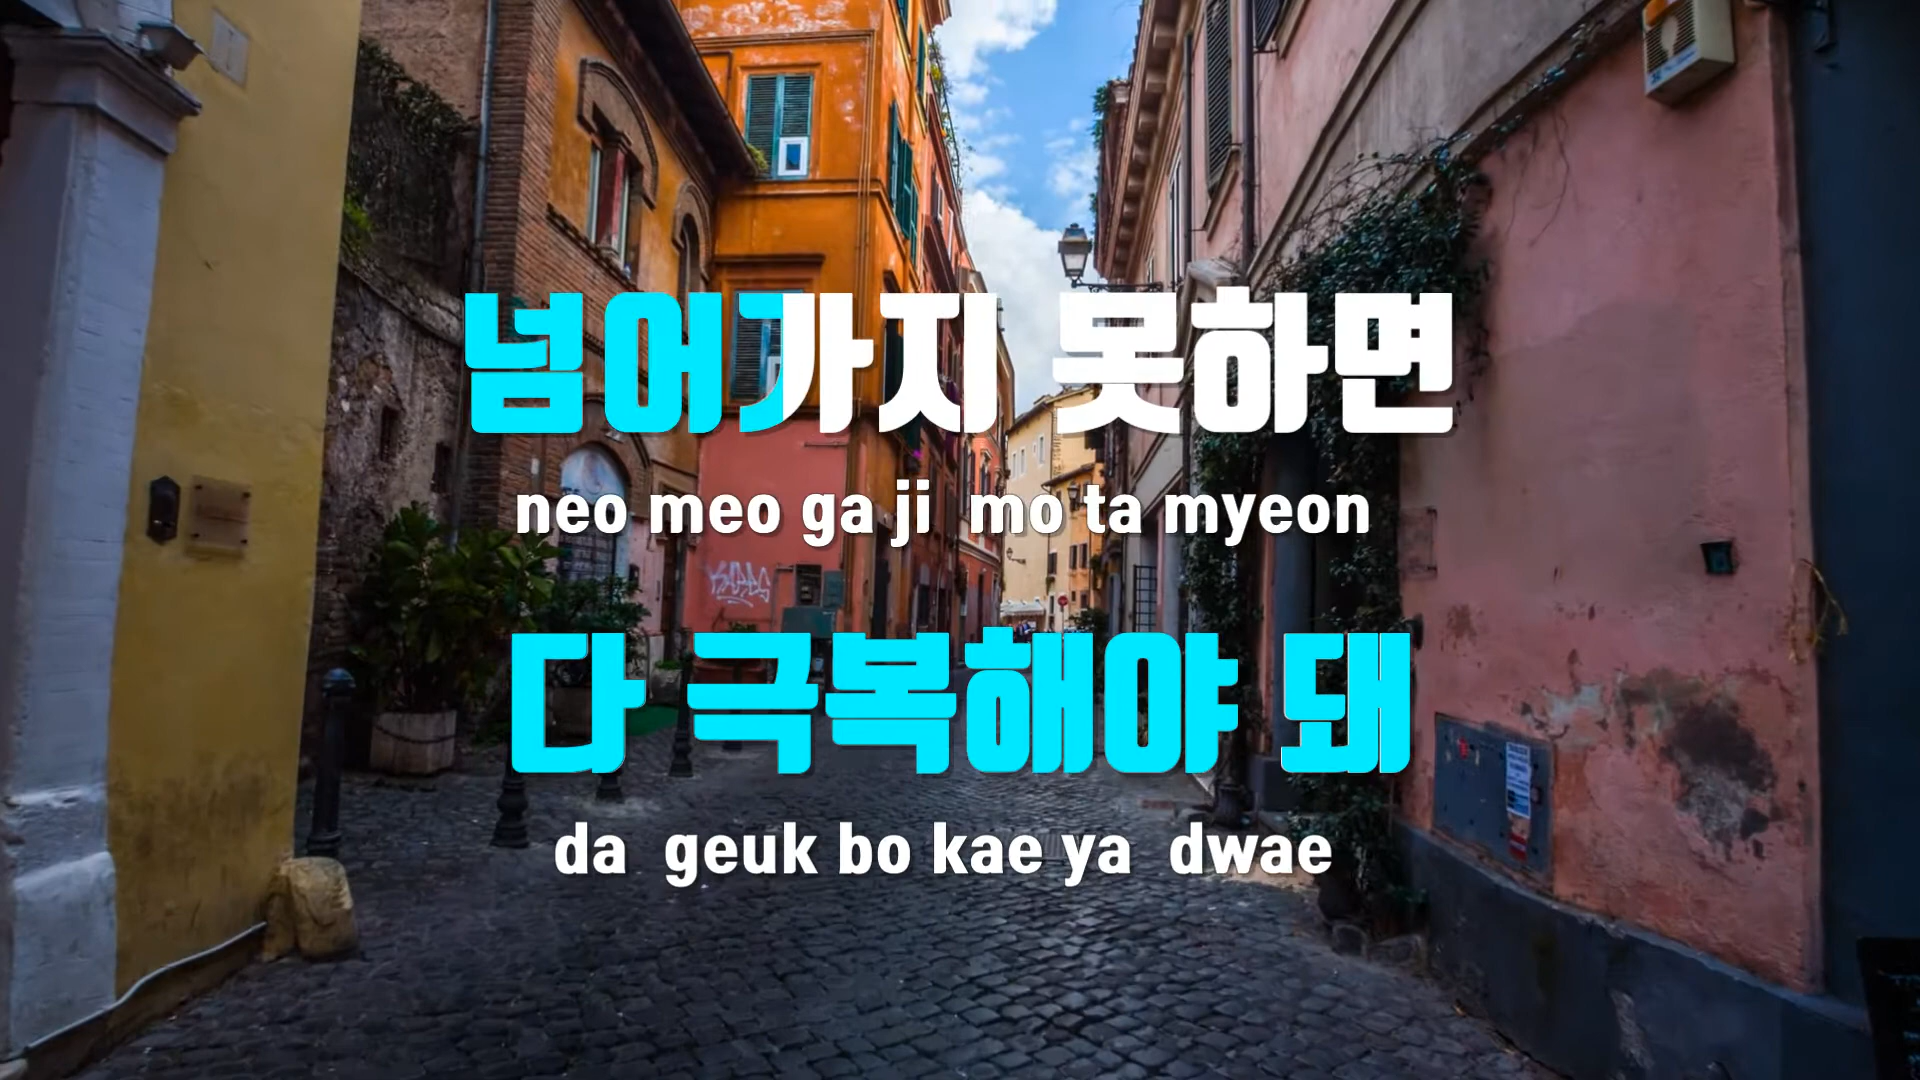 넘어가지 못하면
neo meo ga ji mo ta myeon
다 극복해야 돼
da geuk bo kae ya dwae